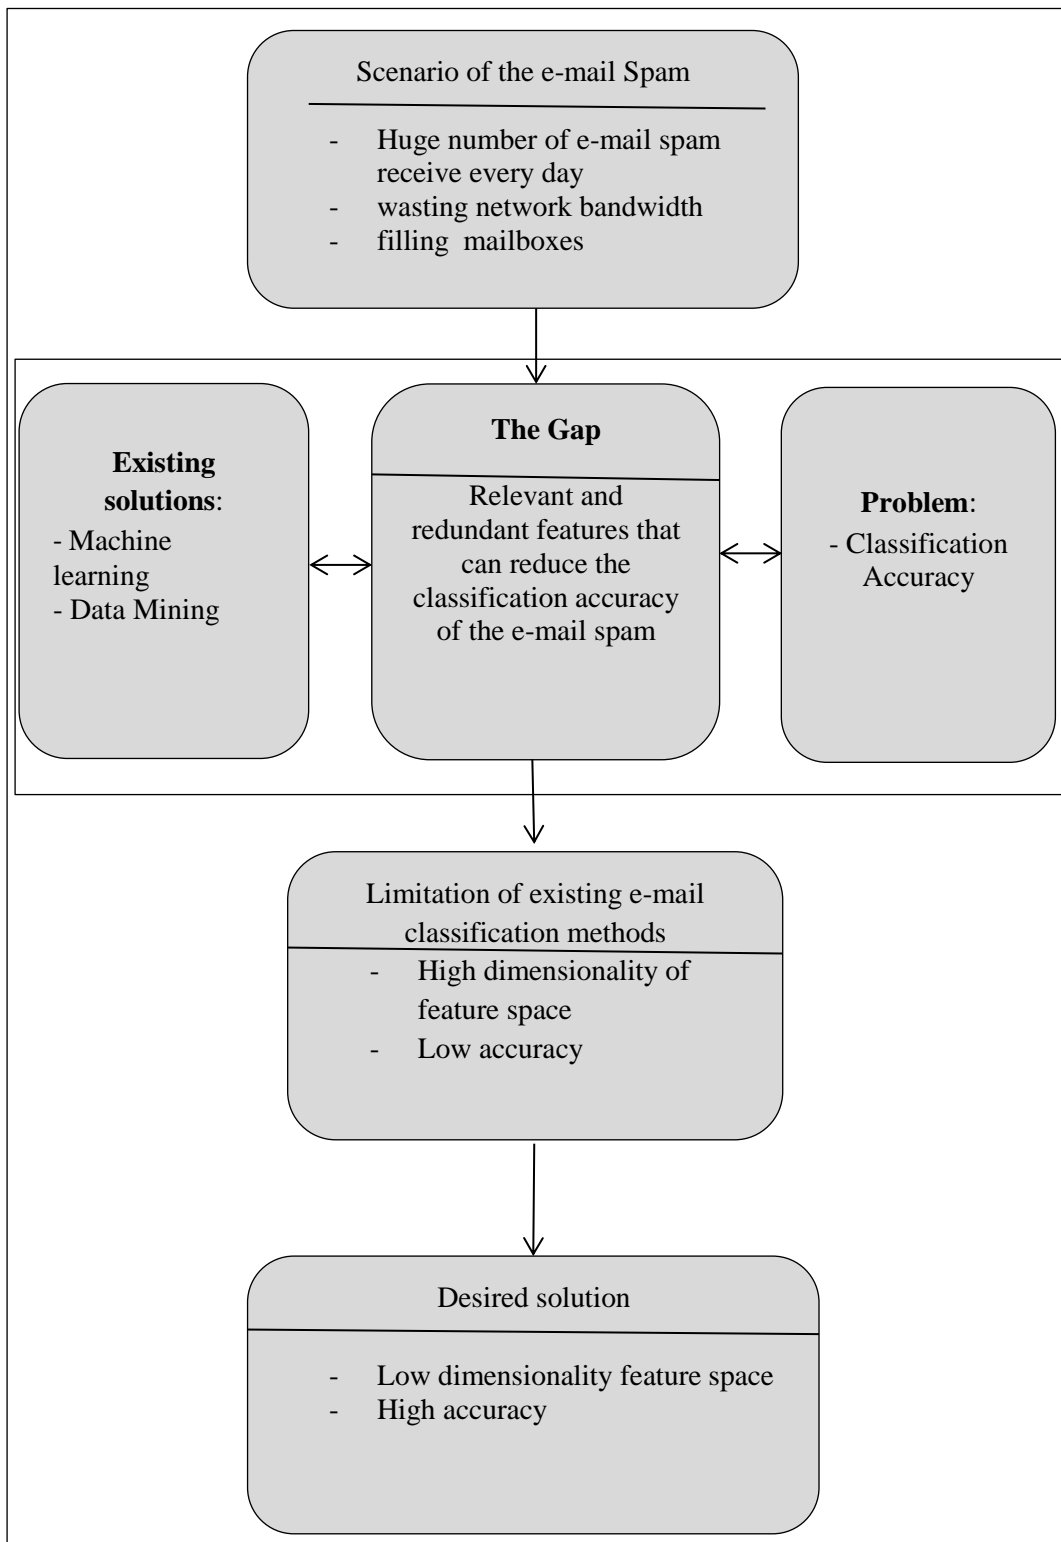 Scenario of the e-mail Spam
- Huge number of e-mail spam
receive every day
- wasting network bandwidth
- filling mailboxes
Existing
solutions:
- Machine
learning
- Data Mining
The Gap
Relevant and
redundant features that
can reduce the
classification accuracy
of the e-mail spam
Problem:
- Classification
Accuracy
Limitation of existing e-mail
classification methods
- High dimensionality of
feature space
- Low accuracy
Desired solution
- Low dimensionality feature space
- High accuracy